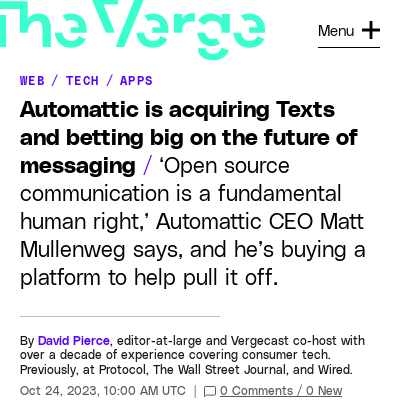 The Verge
Menu
WEB / TECH / APPS
Automattic is acquiring Texts
and betting big on the future of
messaging / ‘Open source
communication is a fundamental
human right,’ Automattic CEO Matt
Mullenweg says, and he’s buying a
platform to help pull it off.
By David Pierce, editor-at-large and Vergecast co-host with
over a decade of experience covering consumer tech.
Previously, at Protocol, The Wall Street Journal, and Wired.
Oct 24, 2023, 10:00 AM UTC | 0 Comments / 0 New